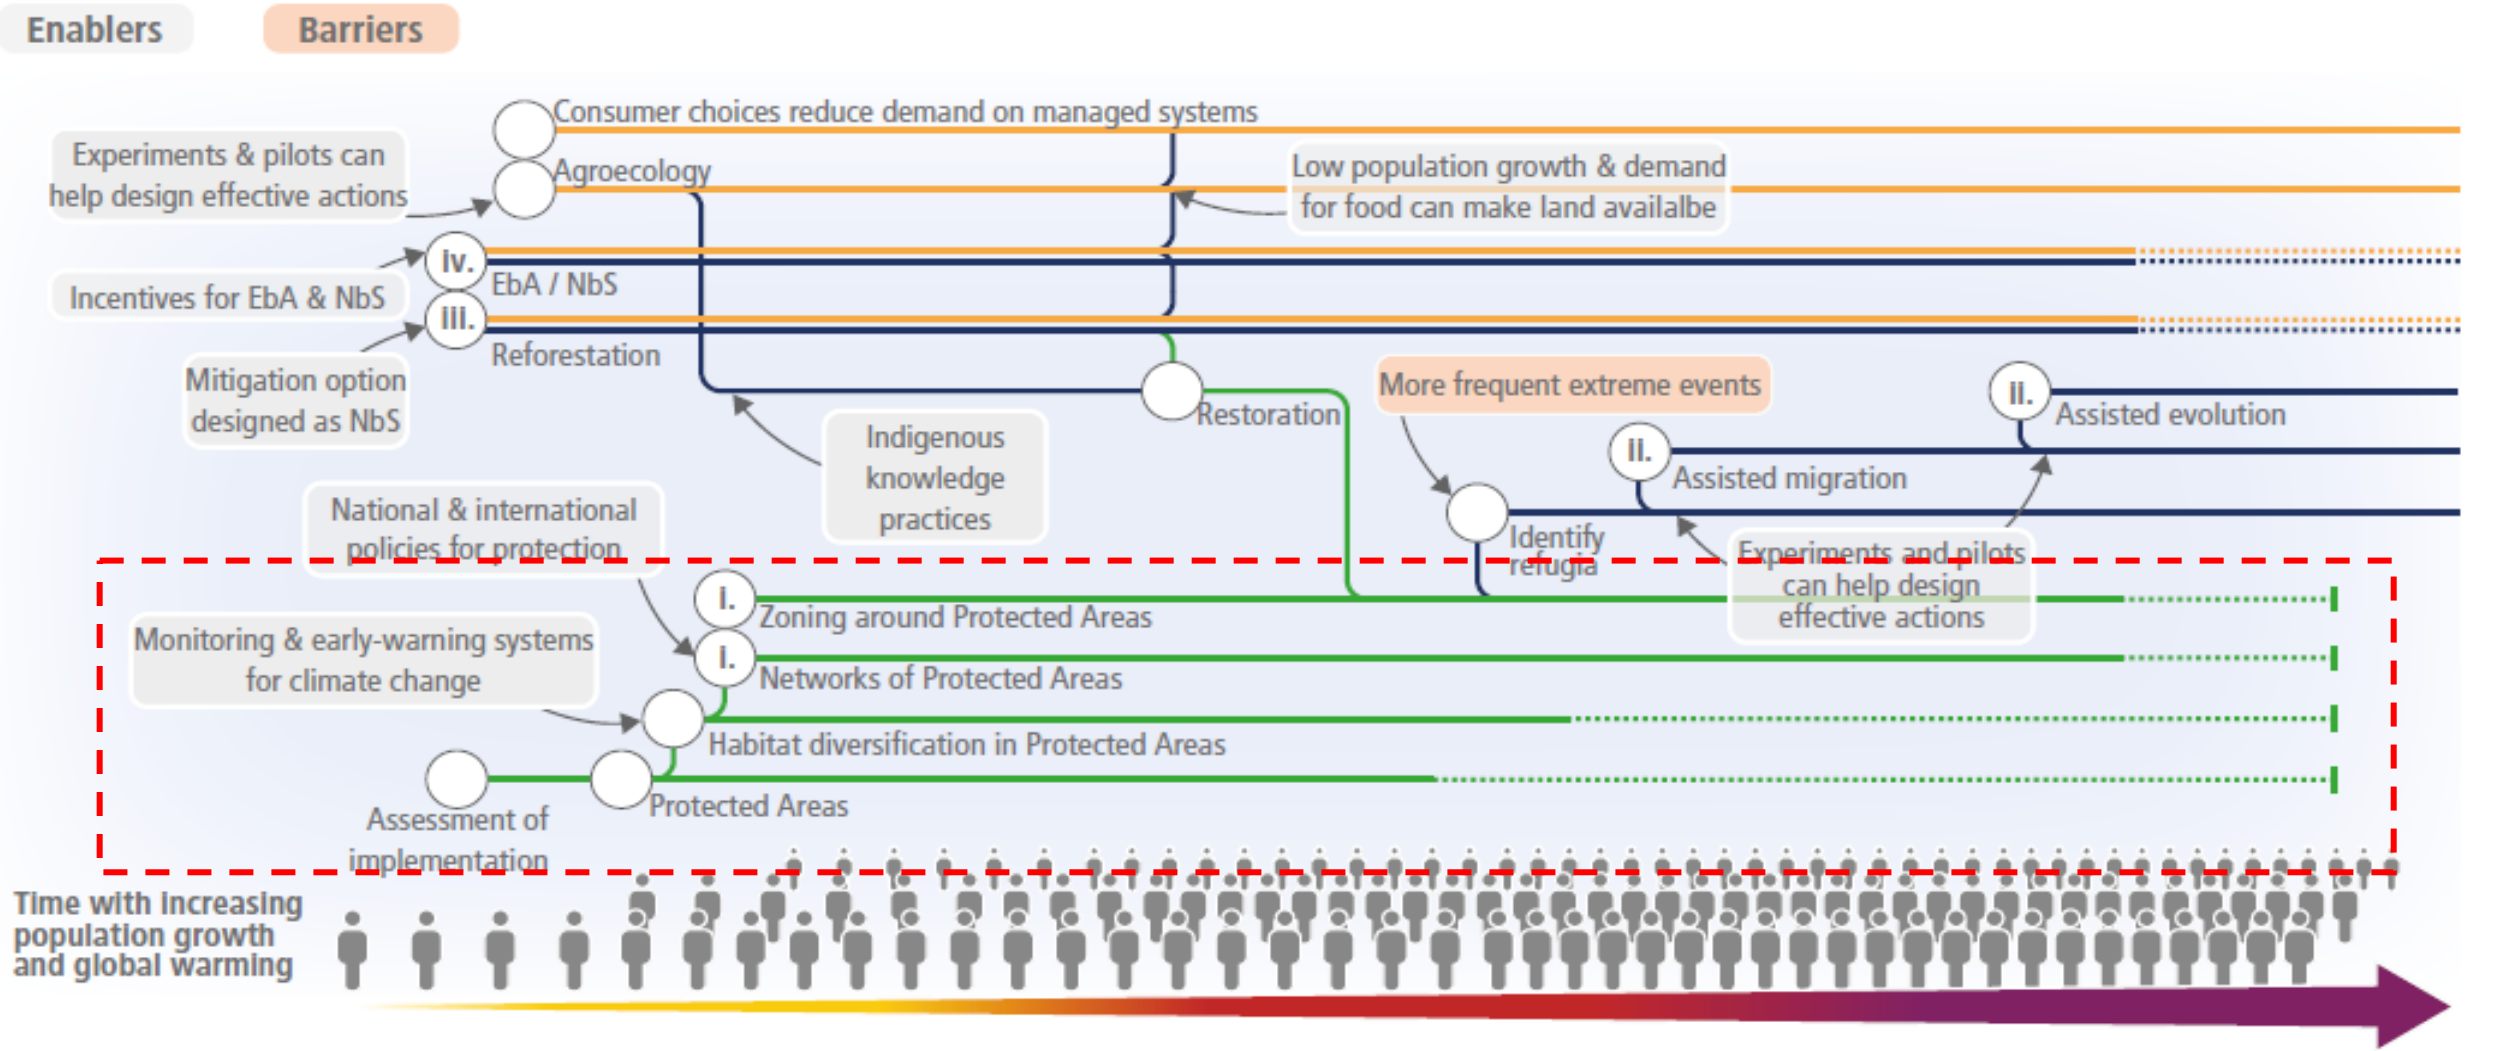 Enablers
Barriers
Consumer choices reduce demand on managed systems
Experiments & pilots can
help design effective actions
Agroecology
Low population growth & demand
for food can make land availalbe
iv.
EbA / NbS
Incentives for EbA & NbS
iii.
Reforestation
Mitigation option
designed as NbS
More frequent extreme events
ii.
Assisted evolution
Restoration
Indigenous
knowledge
practices
ii.
Assisted migration
National & international
policies for protection
Identify
refugia
Experiments and pilots
can help design
effective actions
i.
Zoning around Protected Areas
Monitoring & early-warning systems
for climate change
i.
Networks of Protected Areas
Habitat diversification in Protected Areas
Protected Areas
Assessment of
implementation
Time with increasing
population growth
and global warming